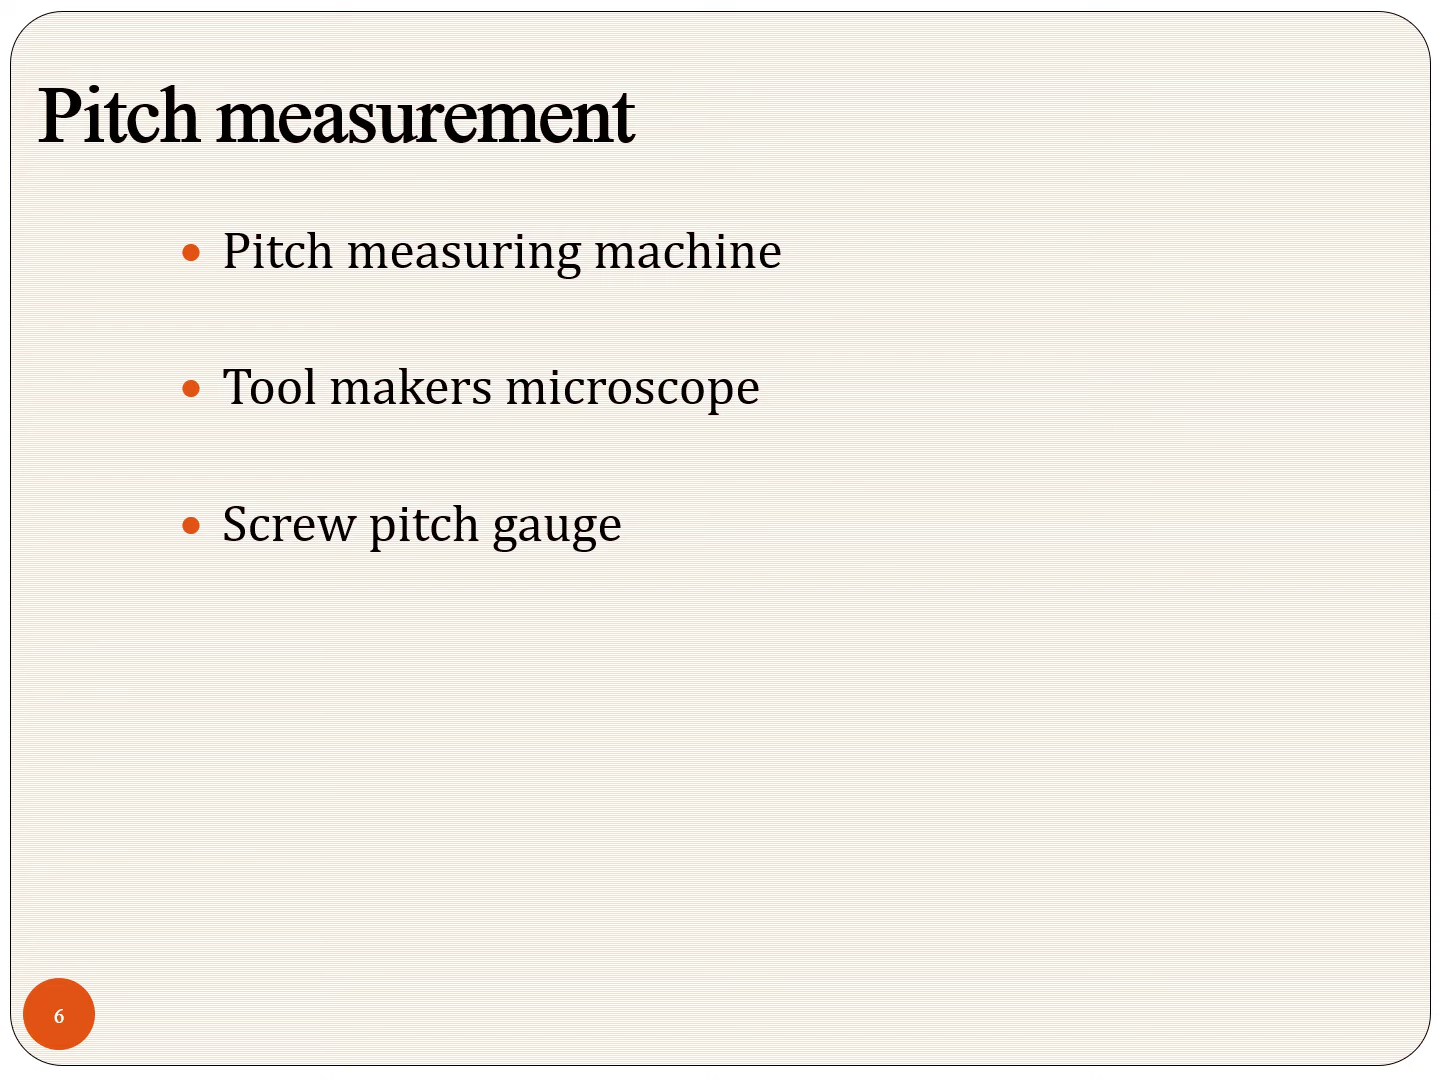 Pitch measurement
• Pitch measuring machine
• Tool makers microscope
• Screw pitch gauge
6